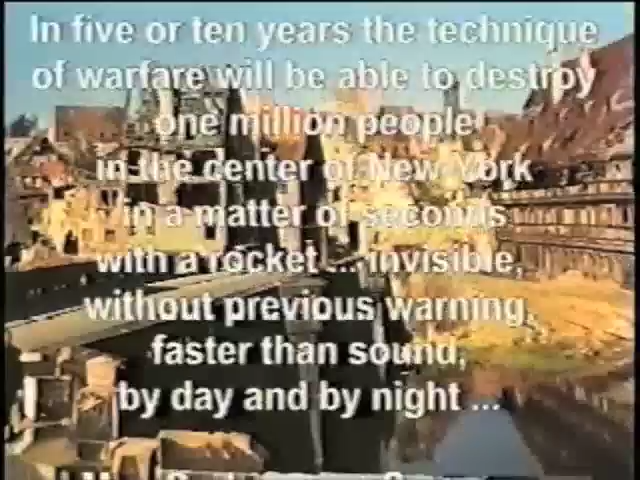 In five or ten years the technique
of warfare will be able to destroy
one million people
in the center of New York
in a matter of seconds
with a rocket ... invisible,
without previous warning,
faster than sound,
by day and by night ...